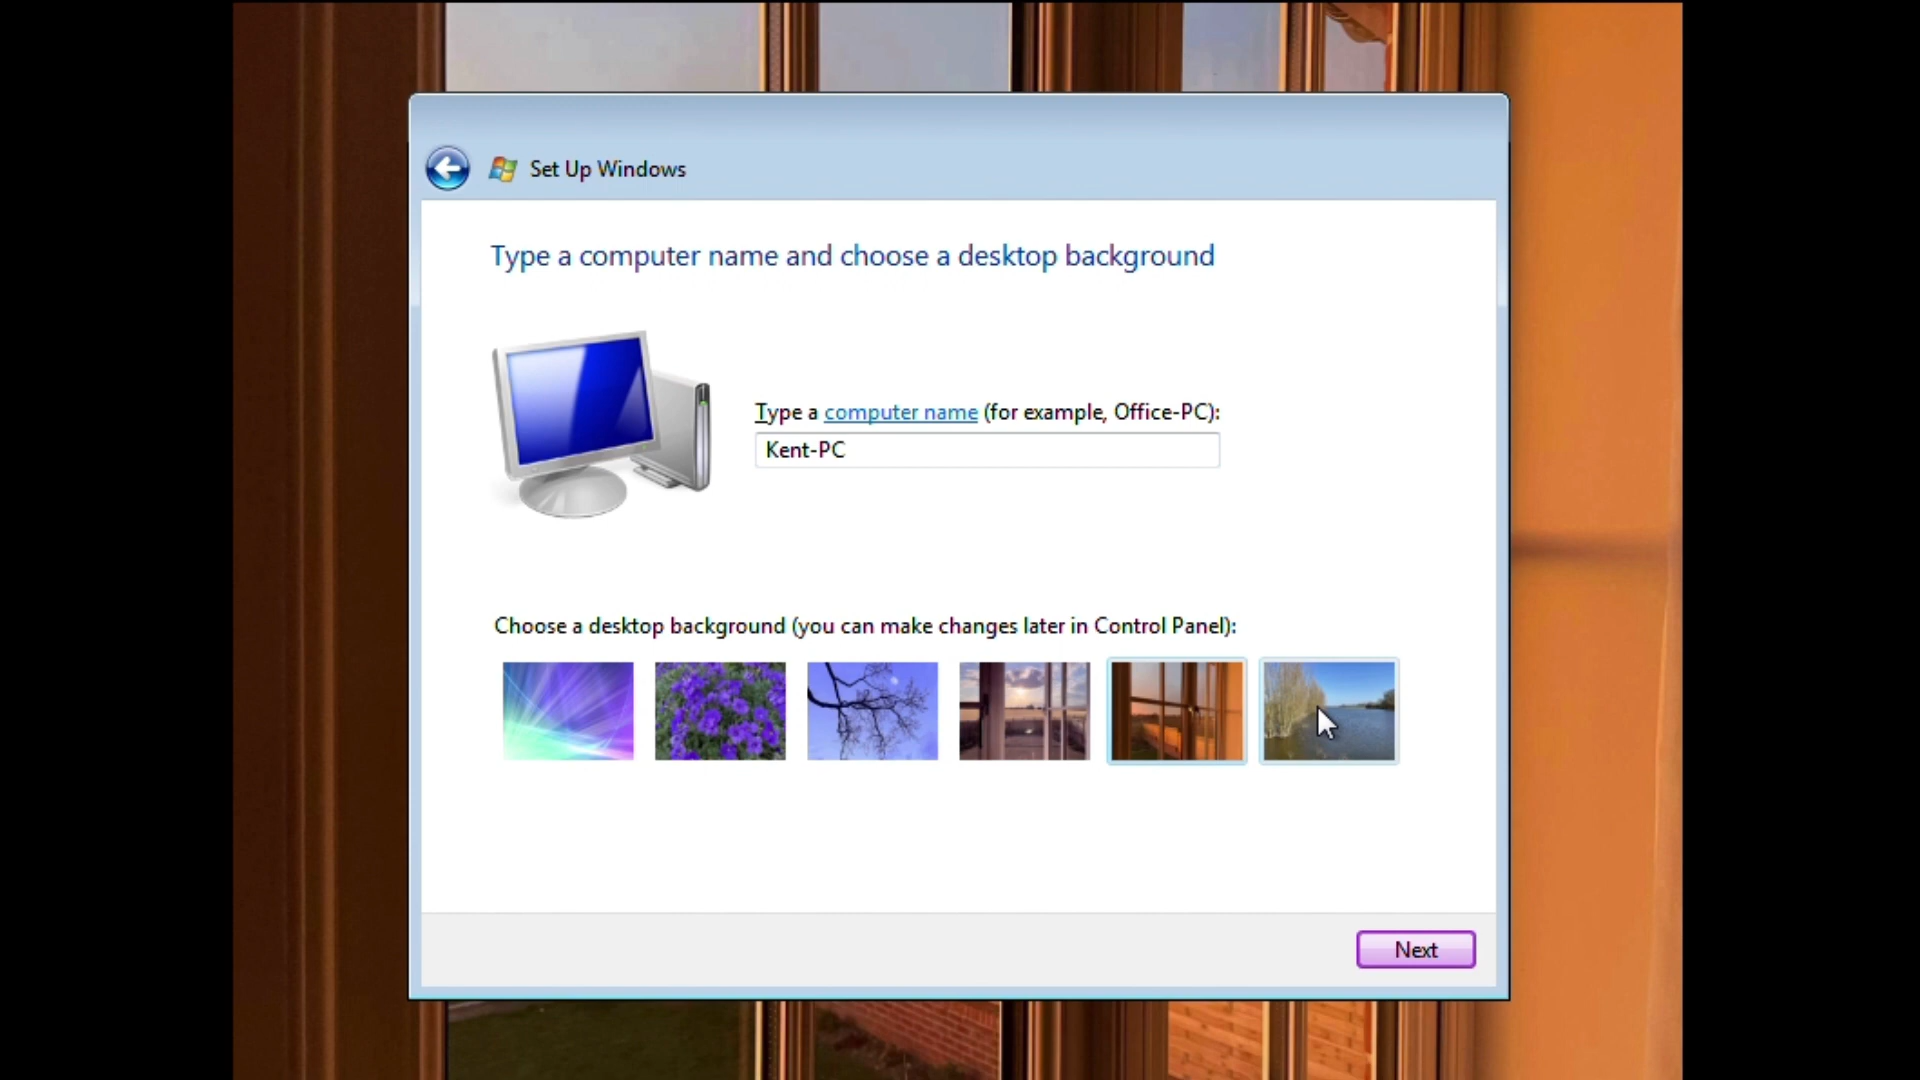 Set Up Windows
Type a computer name and choose a desktop background
Type a computer name (for example, Office-PC):
Kent-PC
Choose a desktop background (you can make changes later in Control Panel):
Next